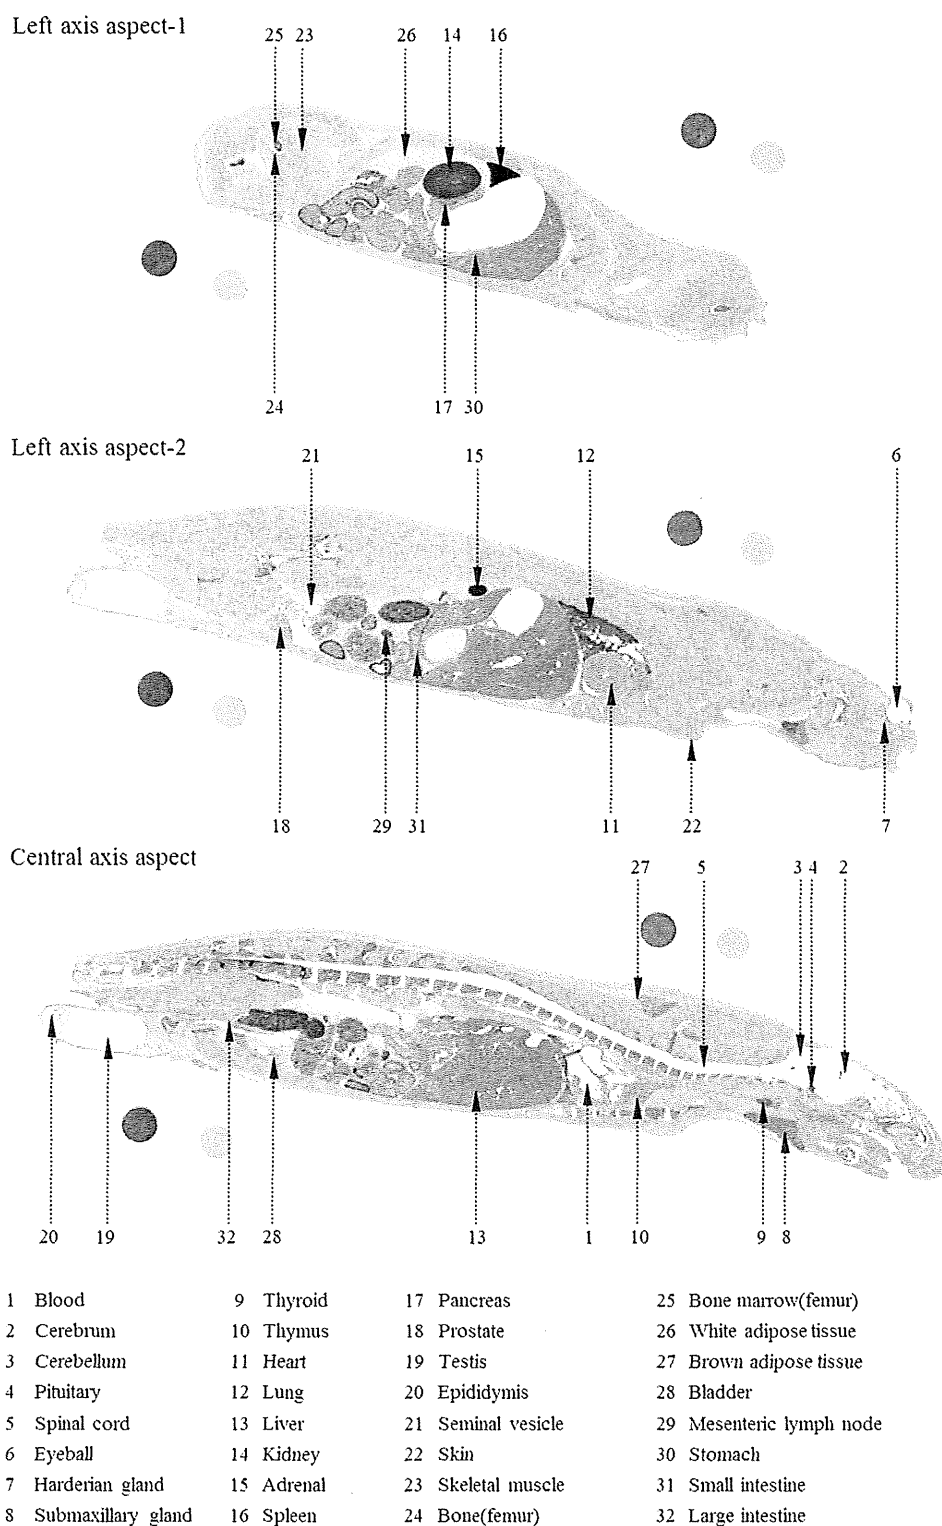 Left axis aspect-1
25 23 26 14 16
24 17 30
Left axis aspect-2
21 15 12 6
18 29 31 11 22 7
Central axis aspect
27 5 3 4 2
20 19 32 28 13 1 10 9 8
1 Blood 9 Thyroid 17 Pancreas 25 Bone marrow(femur)
2 Cerebrum 10 Thymus 18 Prostate 26 White adipose tissue
3 Cerebellum 11 Heart 19 Testis 27 Brown adipose tissue
4 Pituitary 12 Lung 20 Epididymis 28 Bladder
5 Spinal cord 13 Liver 21 Seminal vesicle 29 Mesenteric lymph node
6 Eyeball 14 Kidney 22 Skin 30 Stomach
7 Harderian gland 15 Adrenal 23 Skeletal muscle 31 Small intestine
8 Submaxillary gland 16 Spleen 24 Bone(femur) 32 Large intestine